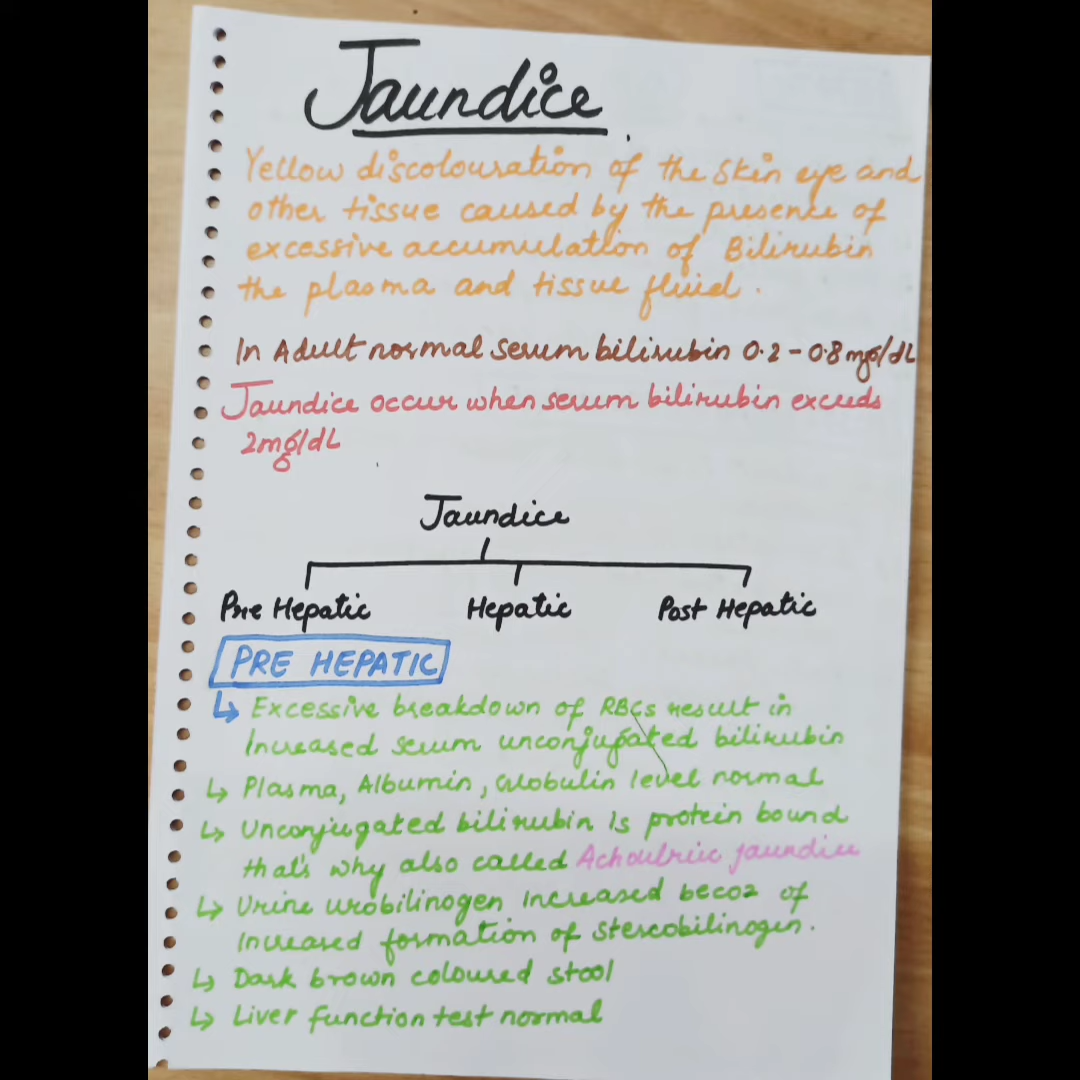 Jaundice
Yellow discolouration of the skin eye and
other tissue caused by the presence of
excessive accumulation of Bilirubin
the plasma and tissue fluid.
In Adult normal serum bilirubin 0.2 - 0.8 mg/dL
Jaundice occur when serum bilirubin exceeds
2mg/dL
Jaundice
Pre Hepatic Hepatic Post Hepatic
PRE HEPATIC
↳ Excessive breakdown of RBCs result in
Increased serum unconjugated bilirubin
↳ Plasma, Albumin, Globulin level normal
↳ Unconjugated bilirubin is protein bound
that's why also called jaundice
↳ Urine urobilinogen increased becoz of
Increased formation of stercobilinogen.
↳ Dark brown coloured stool
↳ Liver function test normal